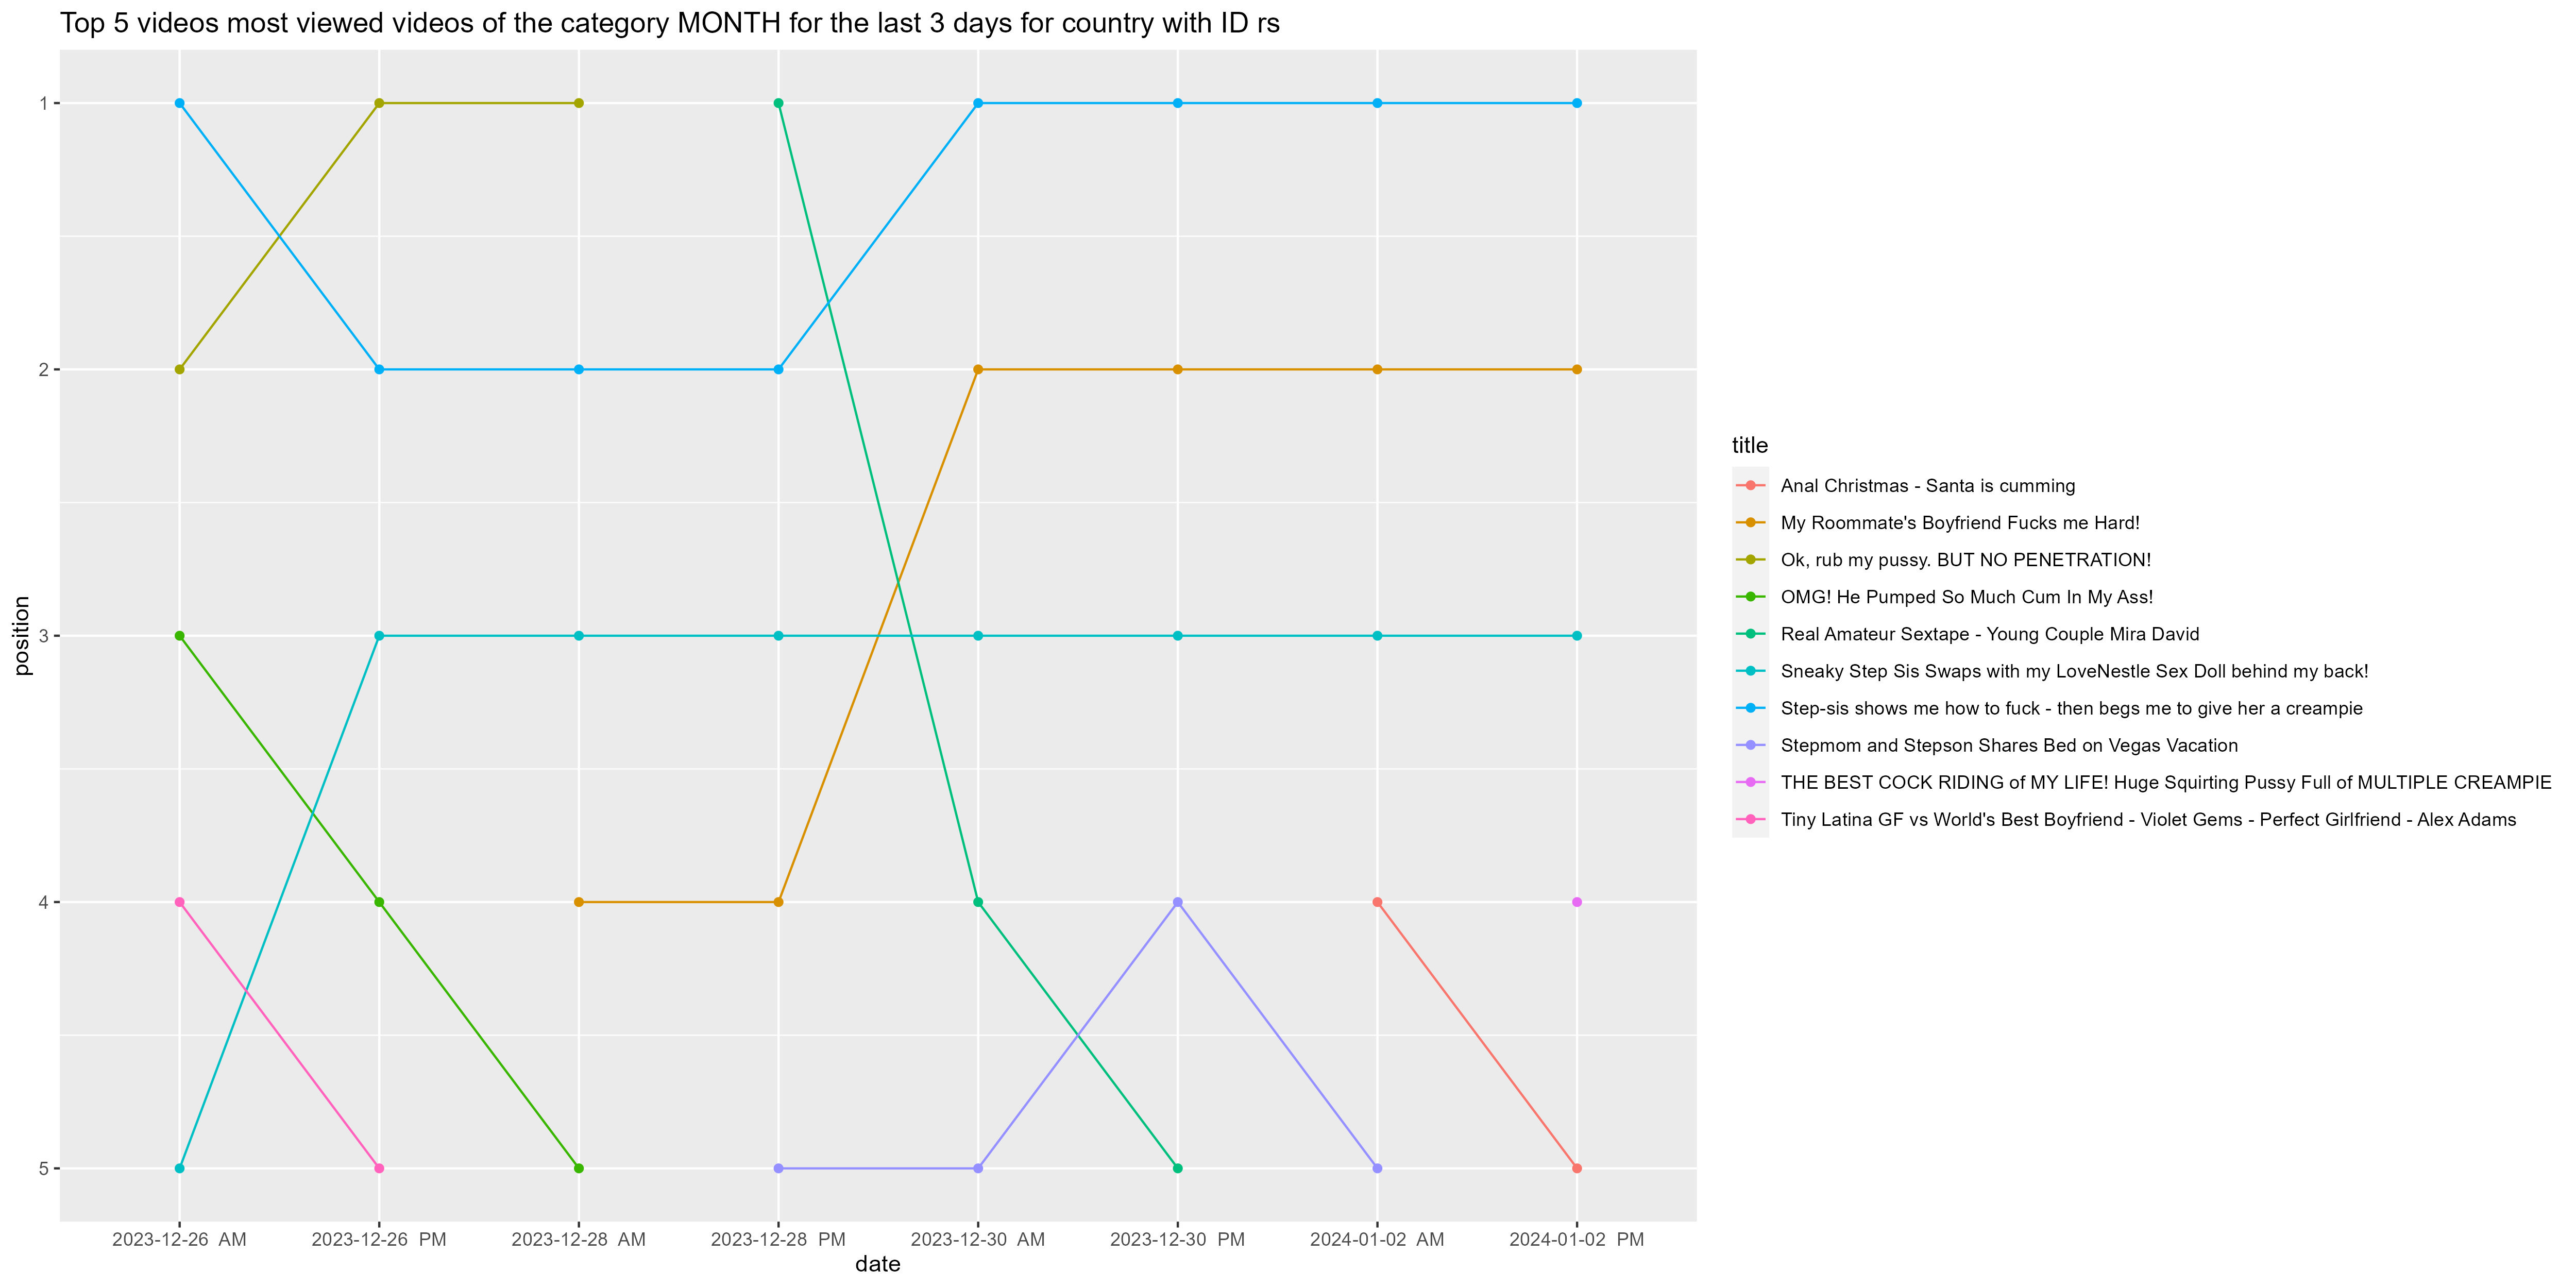 Top 5 videos most viewed videos of the category MONTH for the last 3 days for country with ID rs
position
1
2
3
4
5
2023-12-26 AM
2023-12-26 PM
2023-12-28 AM
2023-12-28 PM
2023-12-30 AM
2023-12-30 PM
2024-01-02 AM
2024-01-02 PM
date
title
Anal Christmas - Santa is cumming
My Roommate's Boyfriend Fucks me Hard!
Ok, rub my pussy. BUT NO PENETRATION!
OMG! He Pumped So Much Cum In My Ass!
Real Amateur Sextape - Young Couple Mira David
Sneaky Step Sis Swaps with my LoveNestle Sex Doll behind my back!
Step-sis shows me how to fuck - then begs me to give her a creampie
Stepmom and Stepson Shares Bed on Vegas Vacation
THE BEST COCK RIDING of MY LIFE! Huge Squirting Pussy Full of MULTIPLE CREAMPIE
Tiny Latina GF vs World's Best Boyfriend - Violet Gems - Perfect Girlfriend - Alex Adams